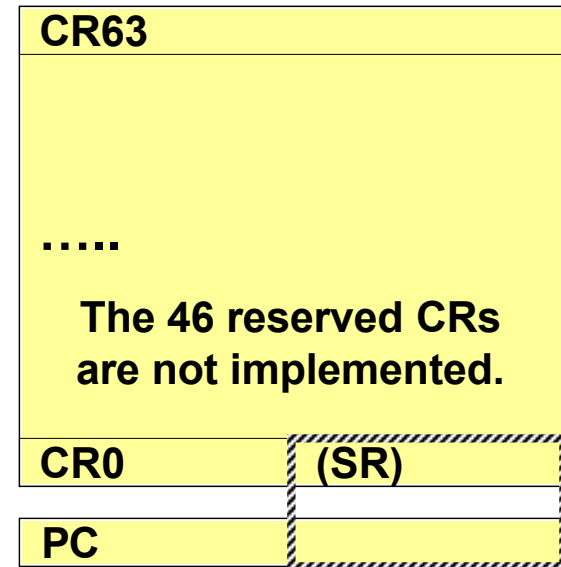 CR63
.....
The 46 reserved CRs
are not implemented.
CR0 (SR)
PC